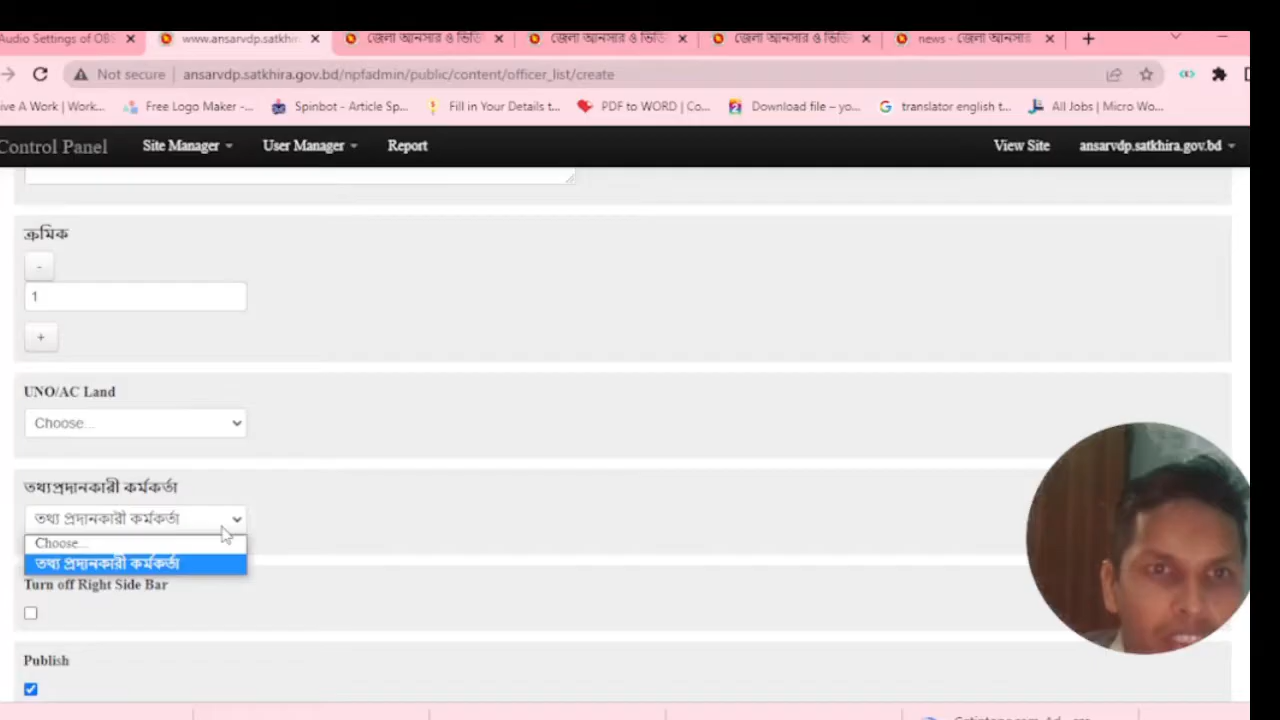 Audio Settings of OB
www.ansarvdp.satkhir
জেলা আনসার ও ভিডি
জেলা আনসার ও ভিডি
জেলা আনসার ও ভিডি
news - জেলা আনসা
Not secure
ansarvdp.satkhira.gov.bd/npfadmin/public/content/officer_list/create
ive A Work | Work...
Free Logo Maker -...
Spinbot - Article Sp...
Fill in Your Details t...
PDF to WORD | Co...
Download file – yo...
translator english t...
All Jobs | Micro Wo...
Control Panel
Site Manager
User Manager
Report
View Site
ansarvdp.satkhira.gov.bd
ক্রমিক
-
1
+
UNO/AC Land
Choose...
তথ্যপ্রদানকারী কর্মকর্তা
তথ্য প্রদানকারী কর্মকর্তা
Choose...
তথ্য প্রদানকারী কর্মকর্তা
Turn off Right Side Bar
Publish